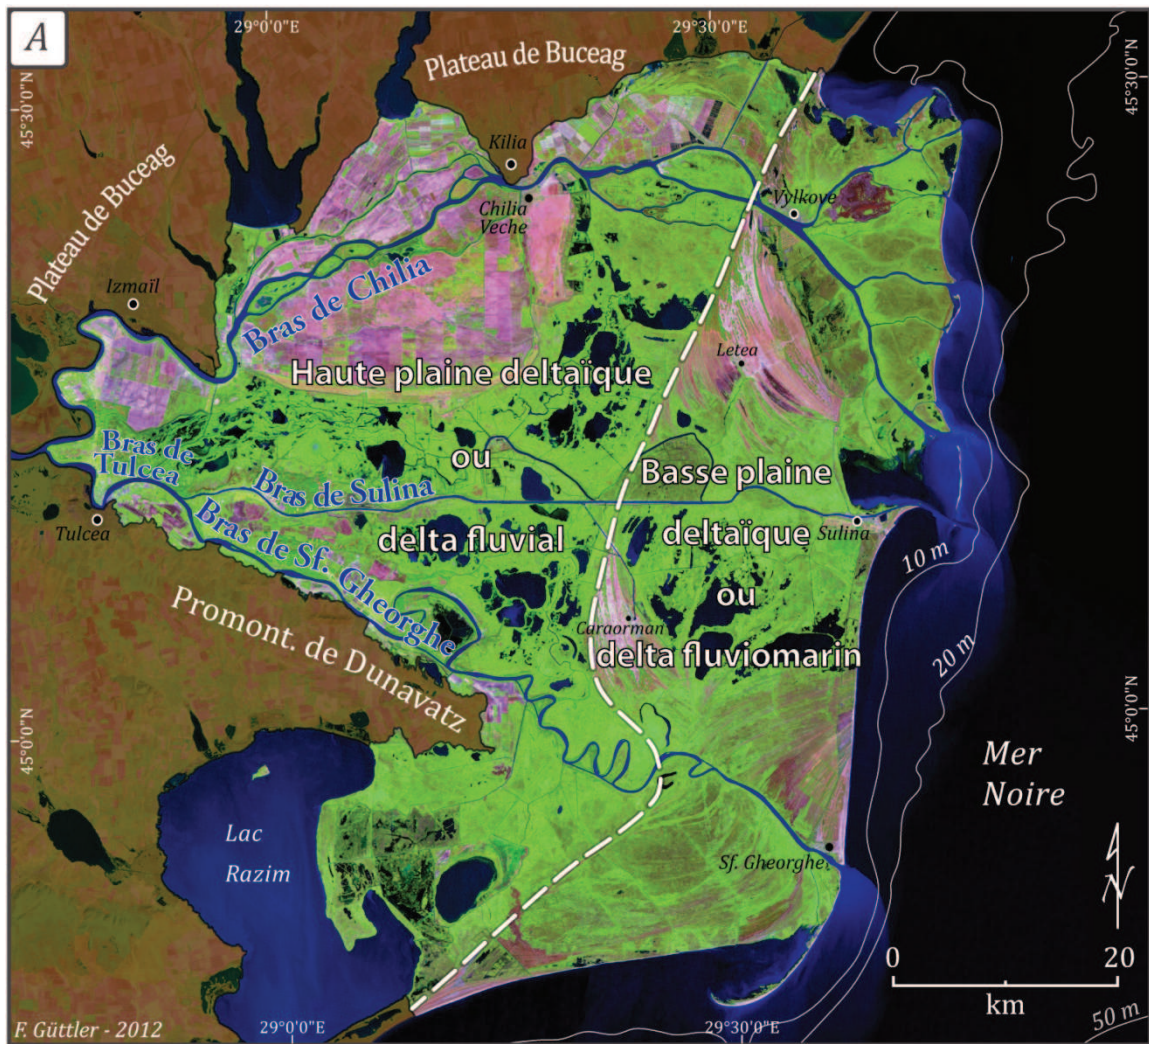 A
29°0'0"E
29°30'0"E
45°30'0"N
45°30'0"N
Plateau de Buceag
Plateau de Buceag
Kilia
Chilia
Veche
Vylkove
Izmaïl
Bras de Chilia
Letea
Haute plaine deltaïque
ou
delta fluvial
Bras de
Tulcea
Bras de Sulina
Basse plaine
deltaïque
ou
delta fluviomarin
Tulcea
Sulina
Bras de Sf. Gheorghe
Caraorman
10 m
20 m
Promont. de Dunavatz
45°0'0"N
45°0'0"N
Mer
Noire
Lac
Razim
Sf. Gheorghe
N
0
20
km
50 m
F. Güttler - 2012
29°0'0"E
29°30'0"E